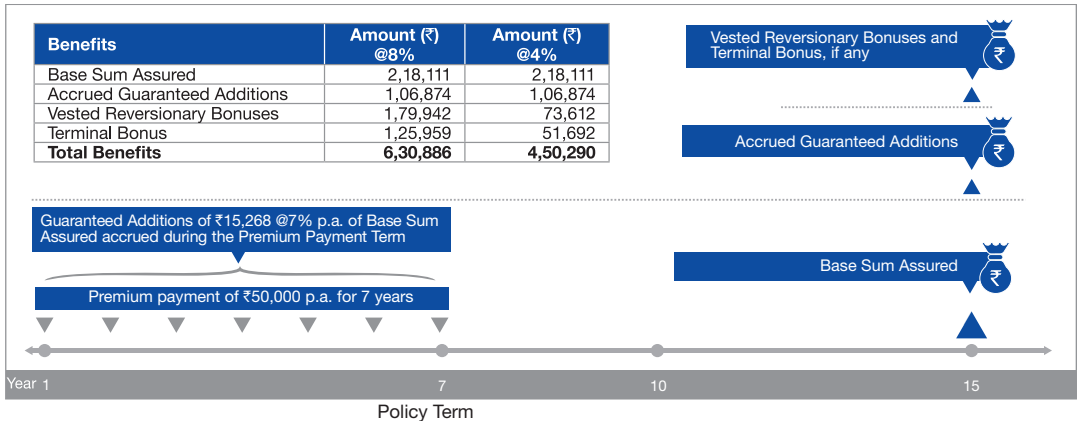 Benefits Amount (₹) @8% Amount (₹) @4%
Base Sum Assured 2,18,111 2,18,111
Accrued Guaranteed Additions 1,06,874 1,06,874
Vested Reversionary Bonuses 1,79,942 73,612
Terminal Bonus 1,25,959 51,692
Total Benefits 6,30,886 4,50,290
Vested Reversionary Bonuses and
Terminal Bonus, if any
₹
Accrued Guaranteed Additions
₹
Guaranteed Additions of ₹15,268 @7% p.a. of Base Sum
Assured accrued during the Premium Payment Term
Base Sum Assured
₹
Premium payment of ₹50,000 p.a. for 7 years
Year 1 7 10 15
Policy Term